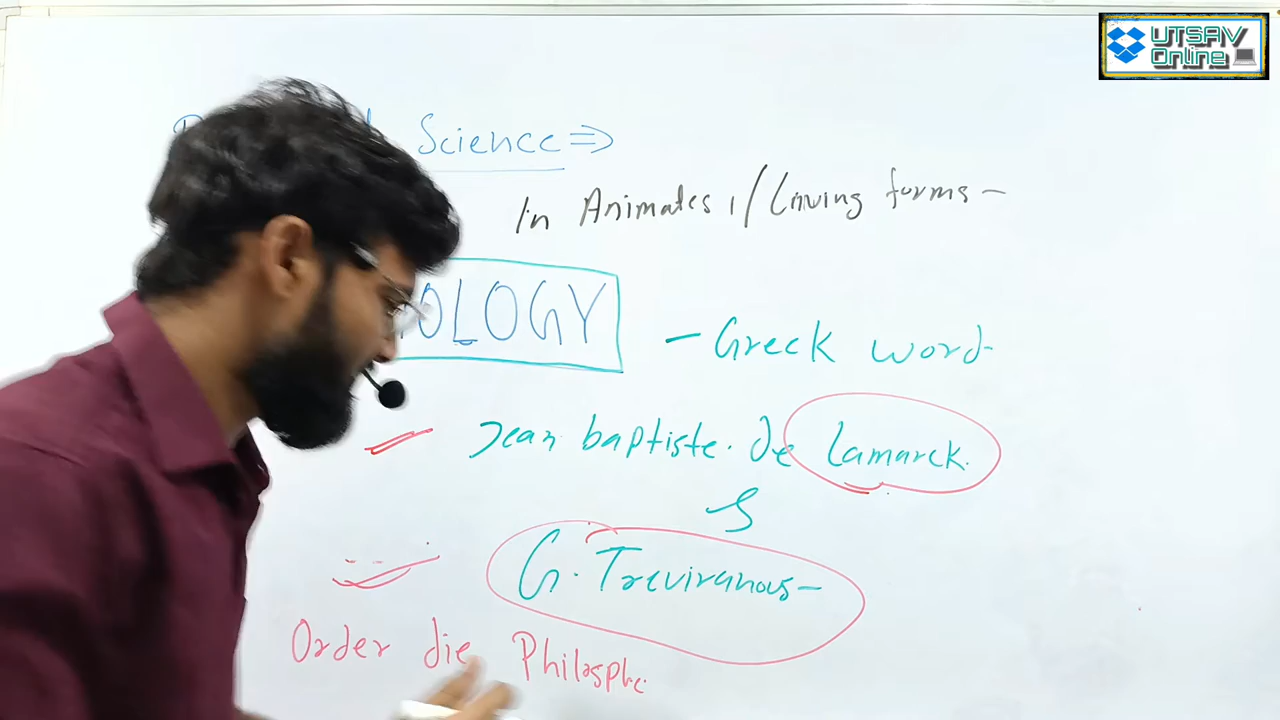 UTSAV
Online
Science ⇒
In Animates, / Living forms -
OLOGY
- Greek word-
Jean baptiste. De Lamarck.
&
G. Treviranous-
Order die Philosphe